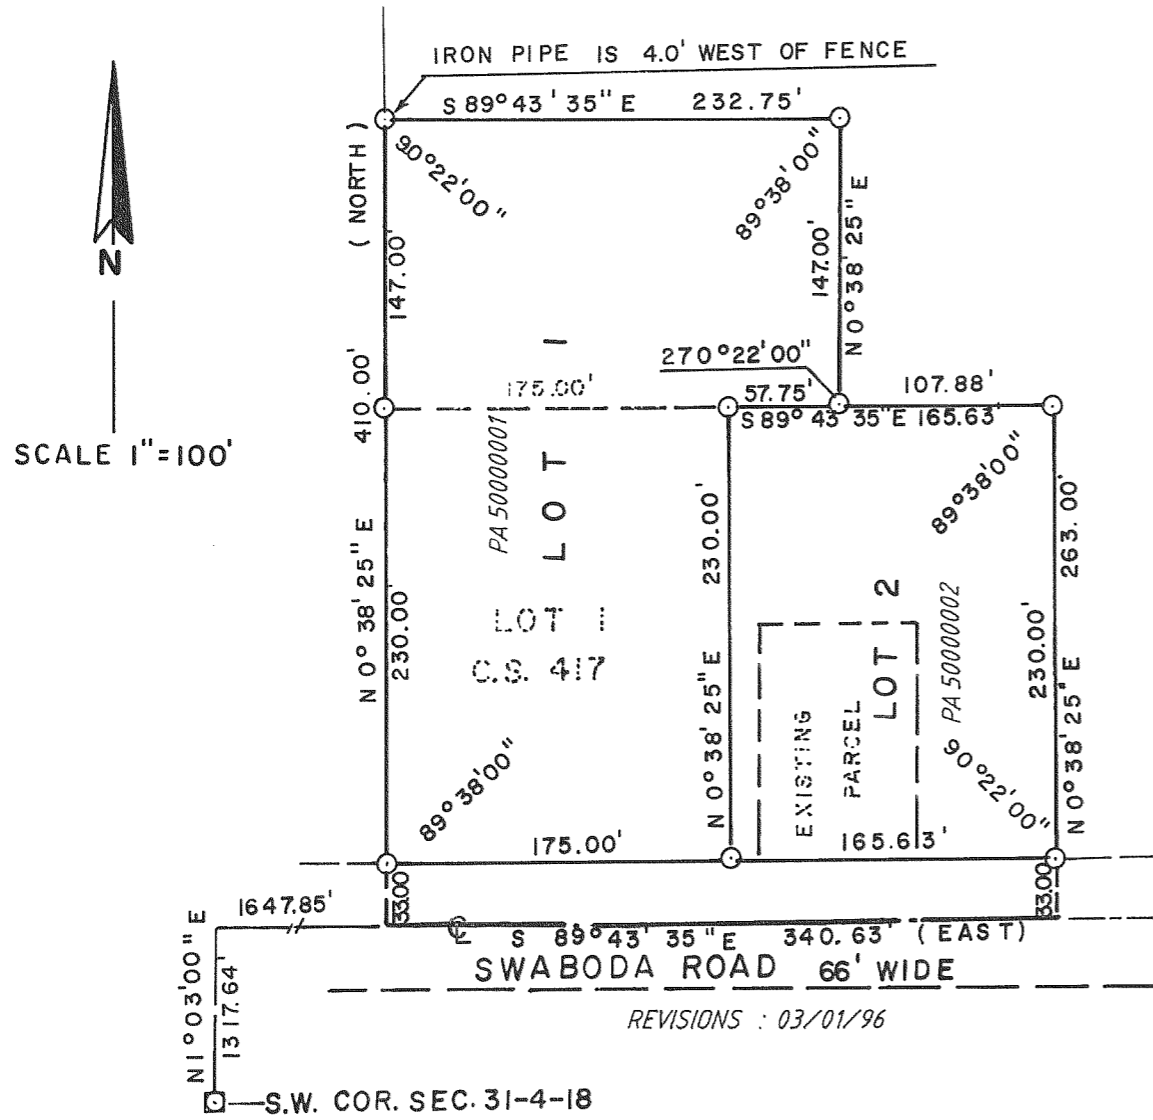 IRON PIPE IS 4.0' WEST OF FENCE
S 89° 43' 35" E 232.75'
90°22'00"
89°38'00"
( NORTH )
147.00'
147.00'
N 0° 38' 25" E
N
SCALE 1"=100'
410.00'
270°22'00"
175.00'
57.75'
107.88'
S 89° 43' 35" E 165.63'
LOT 1
PA 50000001
LOT 1
C.S. 417
N 0° 38' 25" E
230.00'
89°38'00"
230.00'
N 0° 38' 25" E
89°38'00"
263.00'
230.00'
N 0° 38' 25" E
LOT 2
PA 50000002
EXISTING
PARCEL
90°22'00"
175.00'
165.63'
33.00
33.00
1647.85'
N 1° 03' 00" E
1317.64'
℄ S 89° 43' 35" E 340.63' ( EAST )
SWABODA ROAD 66' WIDE
REVISIONS : 03/01/96
S.W. COR. SEC. 31-4-18